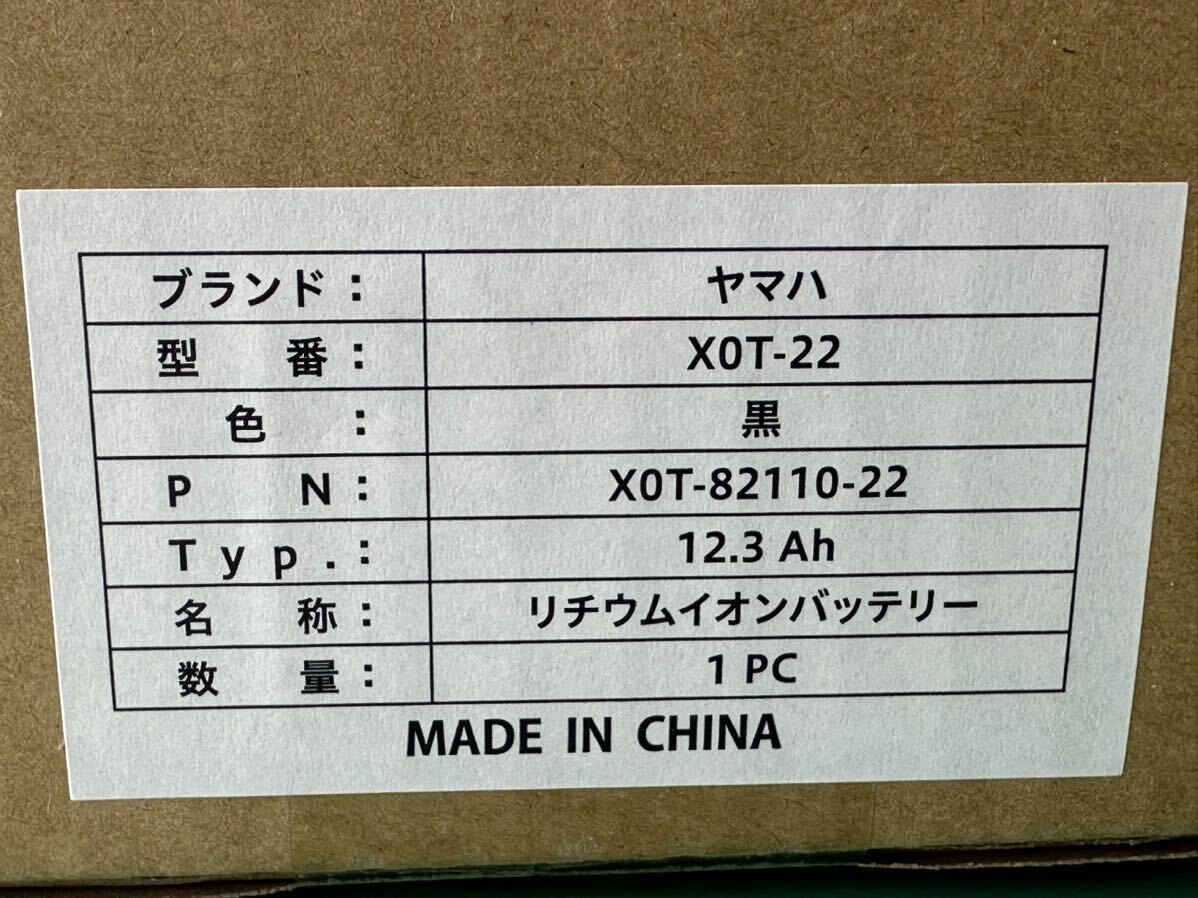 ブランド： ヤマハ
型番： X0T-22
色： 黒
PN： X0T-82110-22
Typ.： 12.3 Ah
名称： リチウムイオンバッテリー
数量： 1 PC
MADE IN CHINA